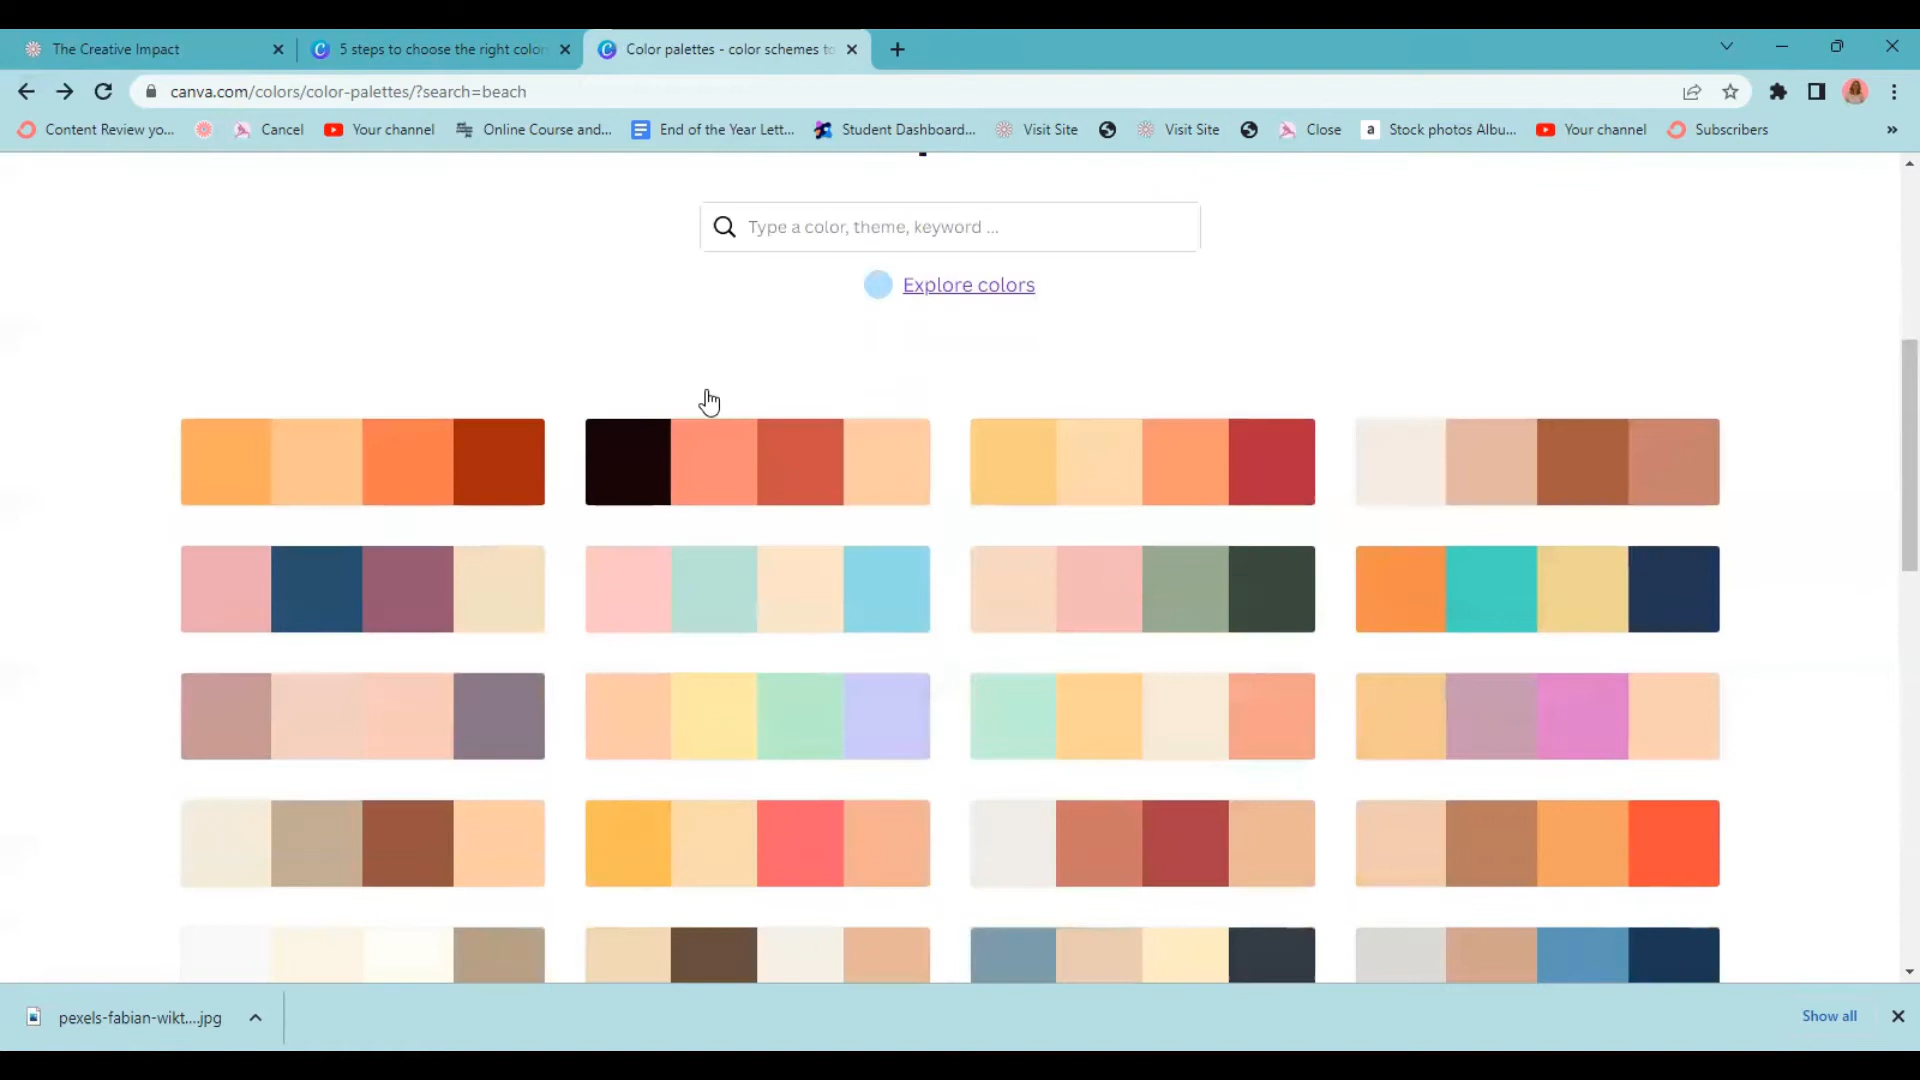 The Creative Impact
5 steps to choose the right color
Color palettes - color schemes to
canva.com/colors/color-palettes/?search=beach
Content Review yo...
Cancel
Your channel
Online Course and...
End of the Year Lett...
Student Dashboard...
Visit Site
Visit Site
Close
a Stock photos Albu...
Your channel
Subscribers
»
Type a color, theme, keyword ...
Explore colors
pexels-fabian-wikt....jpg
Show all